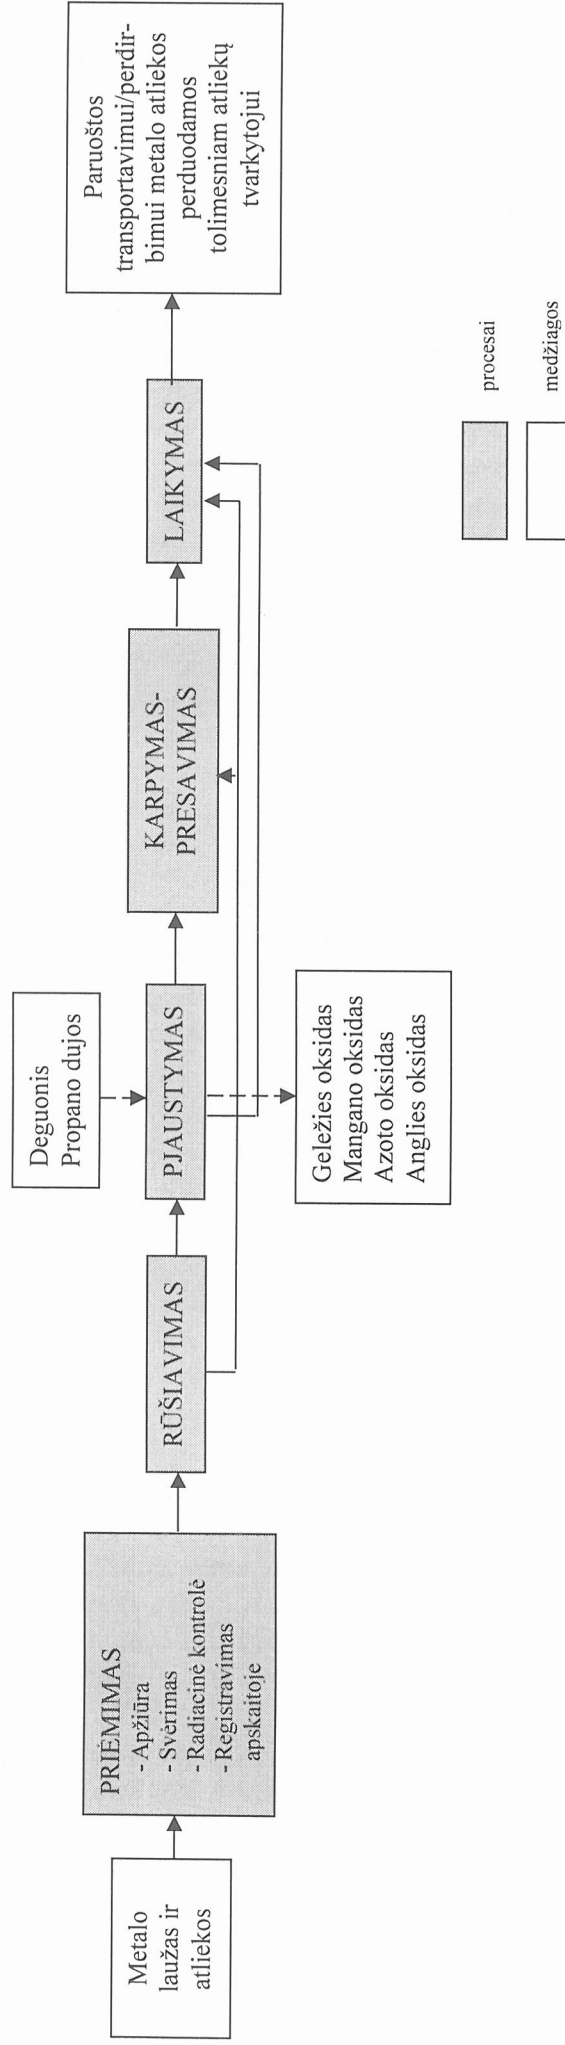 Metalo
laužas ir
atliekos
PRIĖMIMAS
- Apžiūra
- Svėrimas
- Radiacinė kontrolė
- Registravimas
apskaitoje
RŪŠIAVIMAS
Deguonis
Propano dujos
PJAUSTYMAS
Geležies oksidas
Mangano oksidas
Azoto oksidas
Anglies oksidas
KARPYMAS-
PRESAVIMAS
LAIKYMAS
Paruoštos
transportavimui/perdir-
bimui metalo atliekos
perduodamos
tolimesniam atliekų
tvarkytojui
procesai
medžiagos